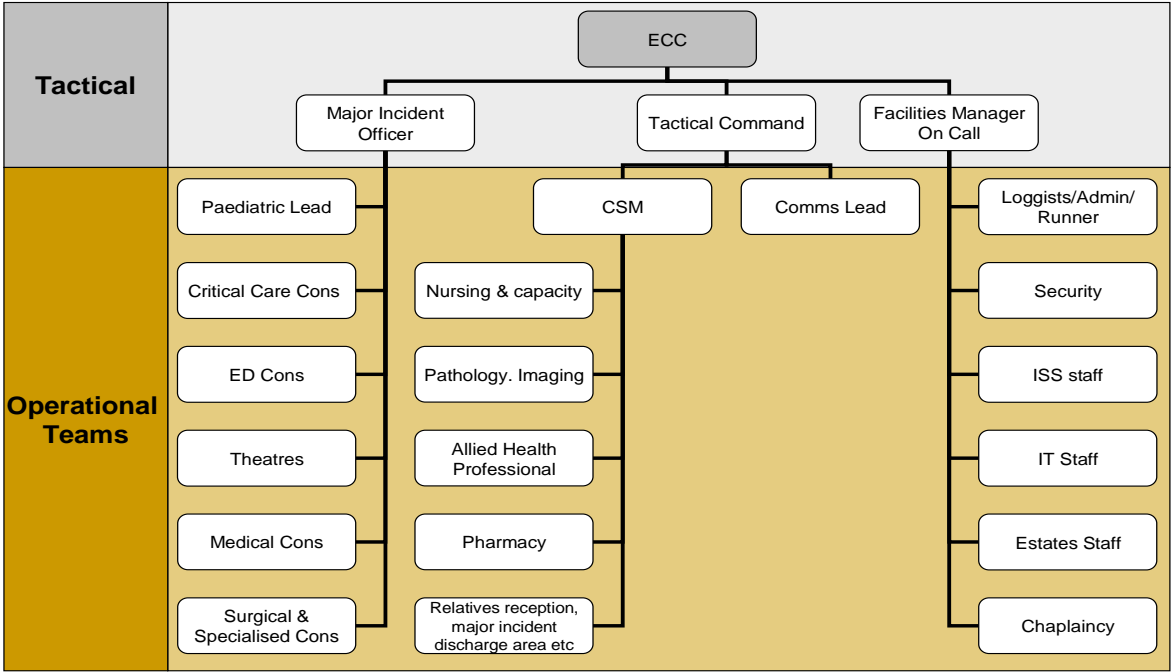 ECC
Tactical
Major Incident
Officer
Tactical Command
Facilities Manager
On Call
Operational
Teams
Paediatric Lead
CSM
Comms Lead
Loggists/Admin/
Runner
Critical Care Cons
Nursing & capacity
Security
ED Cons
Pathology. Imaging
ISS staff
Theatres
Allied Health
Professional
IT Staff
Medical Cons
Pharmacy
Estates Staff
Surgical &
Specialised Cons
Relatives reception,
major incident
discharge area etc
Chaplaincy